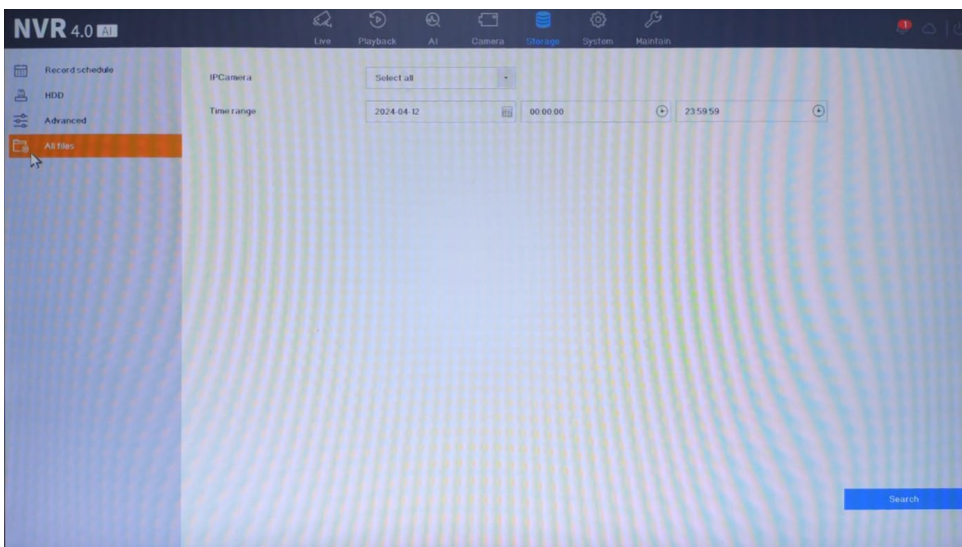 NVR 4.0 AI
Live Playback AI Camera Storage System Maintain
1
Record schedule
HDD
Advanced
All files
IPCamera Select all
Time range 2024-04-12 00:00:00 23:59:59
Search